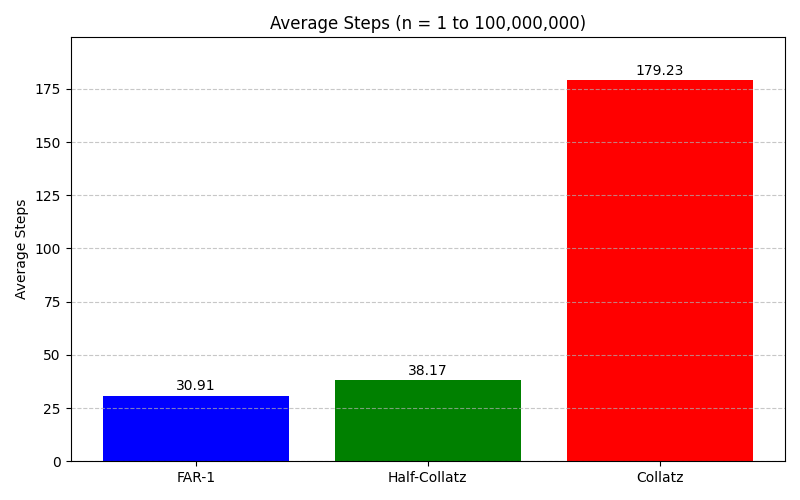 Average Steps (n = 1 to 100,000,000)
Average Steps
175
150
125
100
75
50
25
0
30.91
38.17
179.23
FAR-1
Half-Collatz
Collatz